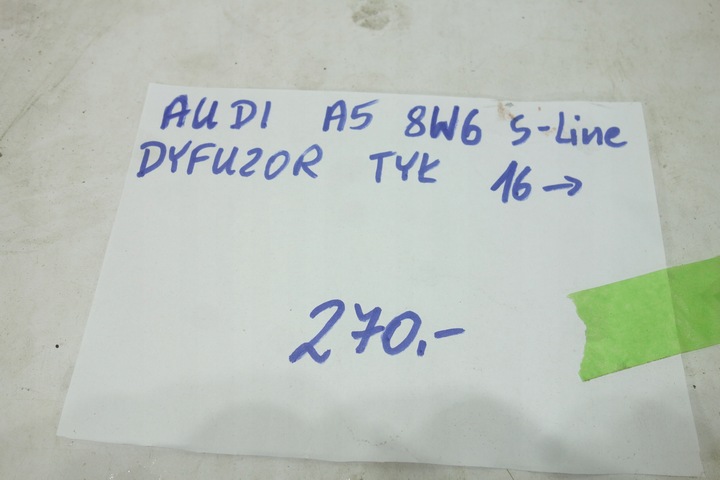 AUDI A5 8W6 S-Line
DYFUZOR TYŁ 16→
270.-